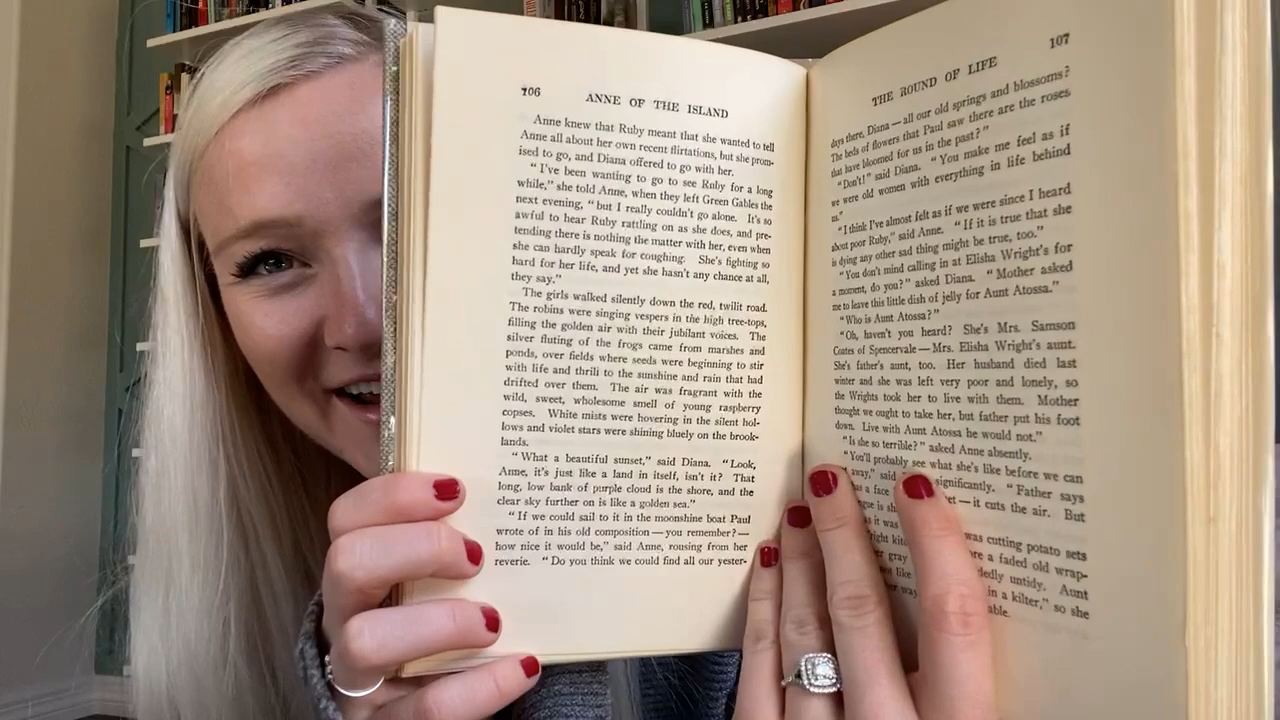 106
ANNE OF THE ISLAND
Anne knew that Ruby meant that she wanted to tell
Anne all about her own recent flirtations, but she prom-
ised to go, and Diana offered to go with her.
"I've been wanting to go to see Ruby for a long
while," she told Anne, when they left Green Gables the
next evening, "but I really couldn't go alone. It's so
awful to hear Ruby rattling on as she does, and pre-
tending there is nothing the matter with her, even when
she can hardly speak for coughing. She's fighting so
hard for her life, and yet she hasn't any chance at all,
they say."
The girls walked silently down the red, twilit road.
The robins were singing vespers in the high tree-tops,
filling the golden air with their jubilant voices. The
silver fluting of the frogs came from marshes and
ponds, over fields where seeds were beginning to stir
with life and thrill to the sunshine and rain that had
drifted over them. The air was fragrant with the
wild, sweet, wholesome smell of young raspberry
copses. White mists were hovering in the silent hol-
lows and violet stars were shining bluely on the brook-
lands.
"What a beautiful sunset," said Diana. "Look,
Anne, it's just like a land in itself, isn't it? That
long, low bank of purple cloud is the shore, and the
clear sky further on is like a golden sea."
"If we could sail to it in the moonshine boat Paul
wrote of in his old composition — you remember? —
how nice it would be," said Anne, rousing from her
reverie. "Do you think we could find all our yester-
THE ROUND OF LIFE
107
days there, Diana — all our old springs and blossoms?
The beds of flowers that Paul saw there are the roses
that have bloomed for us in the past?"
"Don't!" said Diana. "You make me feel as if
we were old women with everything in life behind
us."
"I think I've almost felt as if we were since I heard
about poor Ruby," said Anne. "If it is true that she
is dying any other sad thing might be true, too."
"You don't mind calling in at Elisha Wright's for
a moment, do you?" asked Diana. "Mother asked
me to leave this little dish of jelly for Aunt Atossa."
"Who is Aunt Atossa?"
"Oh, haven't you heard? She's Mrs. Samson
Coates of Spencervale — Mrs. Elisha Wright's aunt.
She's father's aunt, too. Her husband died last
winter and she was left very poor and lonely, so
the Wrights took her to live with them. Mother
thought we ought to take her, but father put his foot
down. Live with Aunt Atossa he would not."
"Is she so terrible?" asked Anne absently.
"You'll probably see what she's like before we can
away," said significantly. "Father says
a face — it cuts the air. But
it was
was cutting potato sets
a faded old wrap-
gray untidy. Aunt
like in a kilter," so she